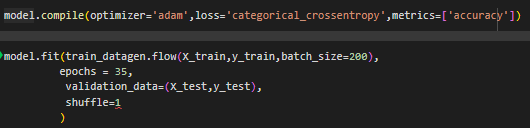 model.compile(optimizer='adam',loss='categorical_crossentropy',metrics=['accuracy'])
model.fit(train_datagen.flow(X_train,y_train,batch_size=200),
epochs = 35,
validation_data=(X_test,y_test),
shuffle=1
)